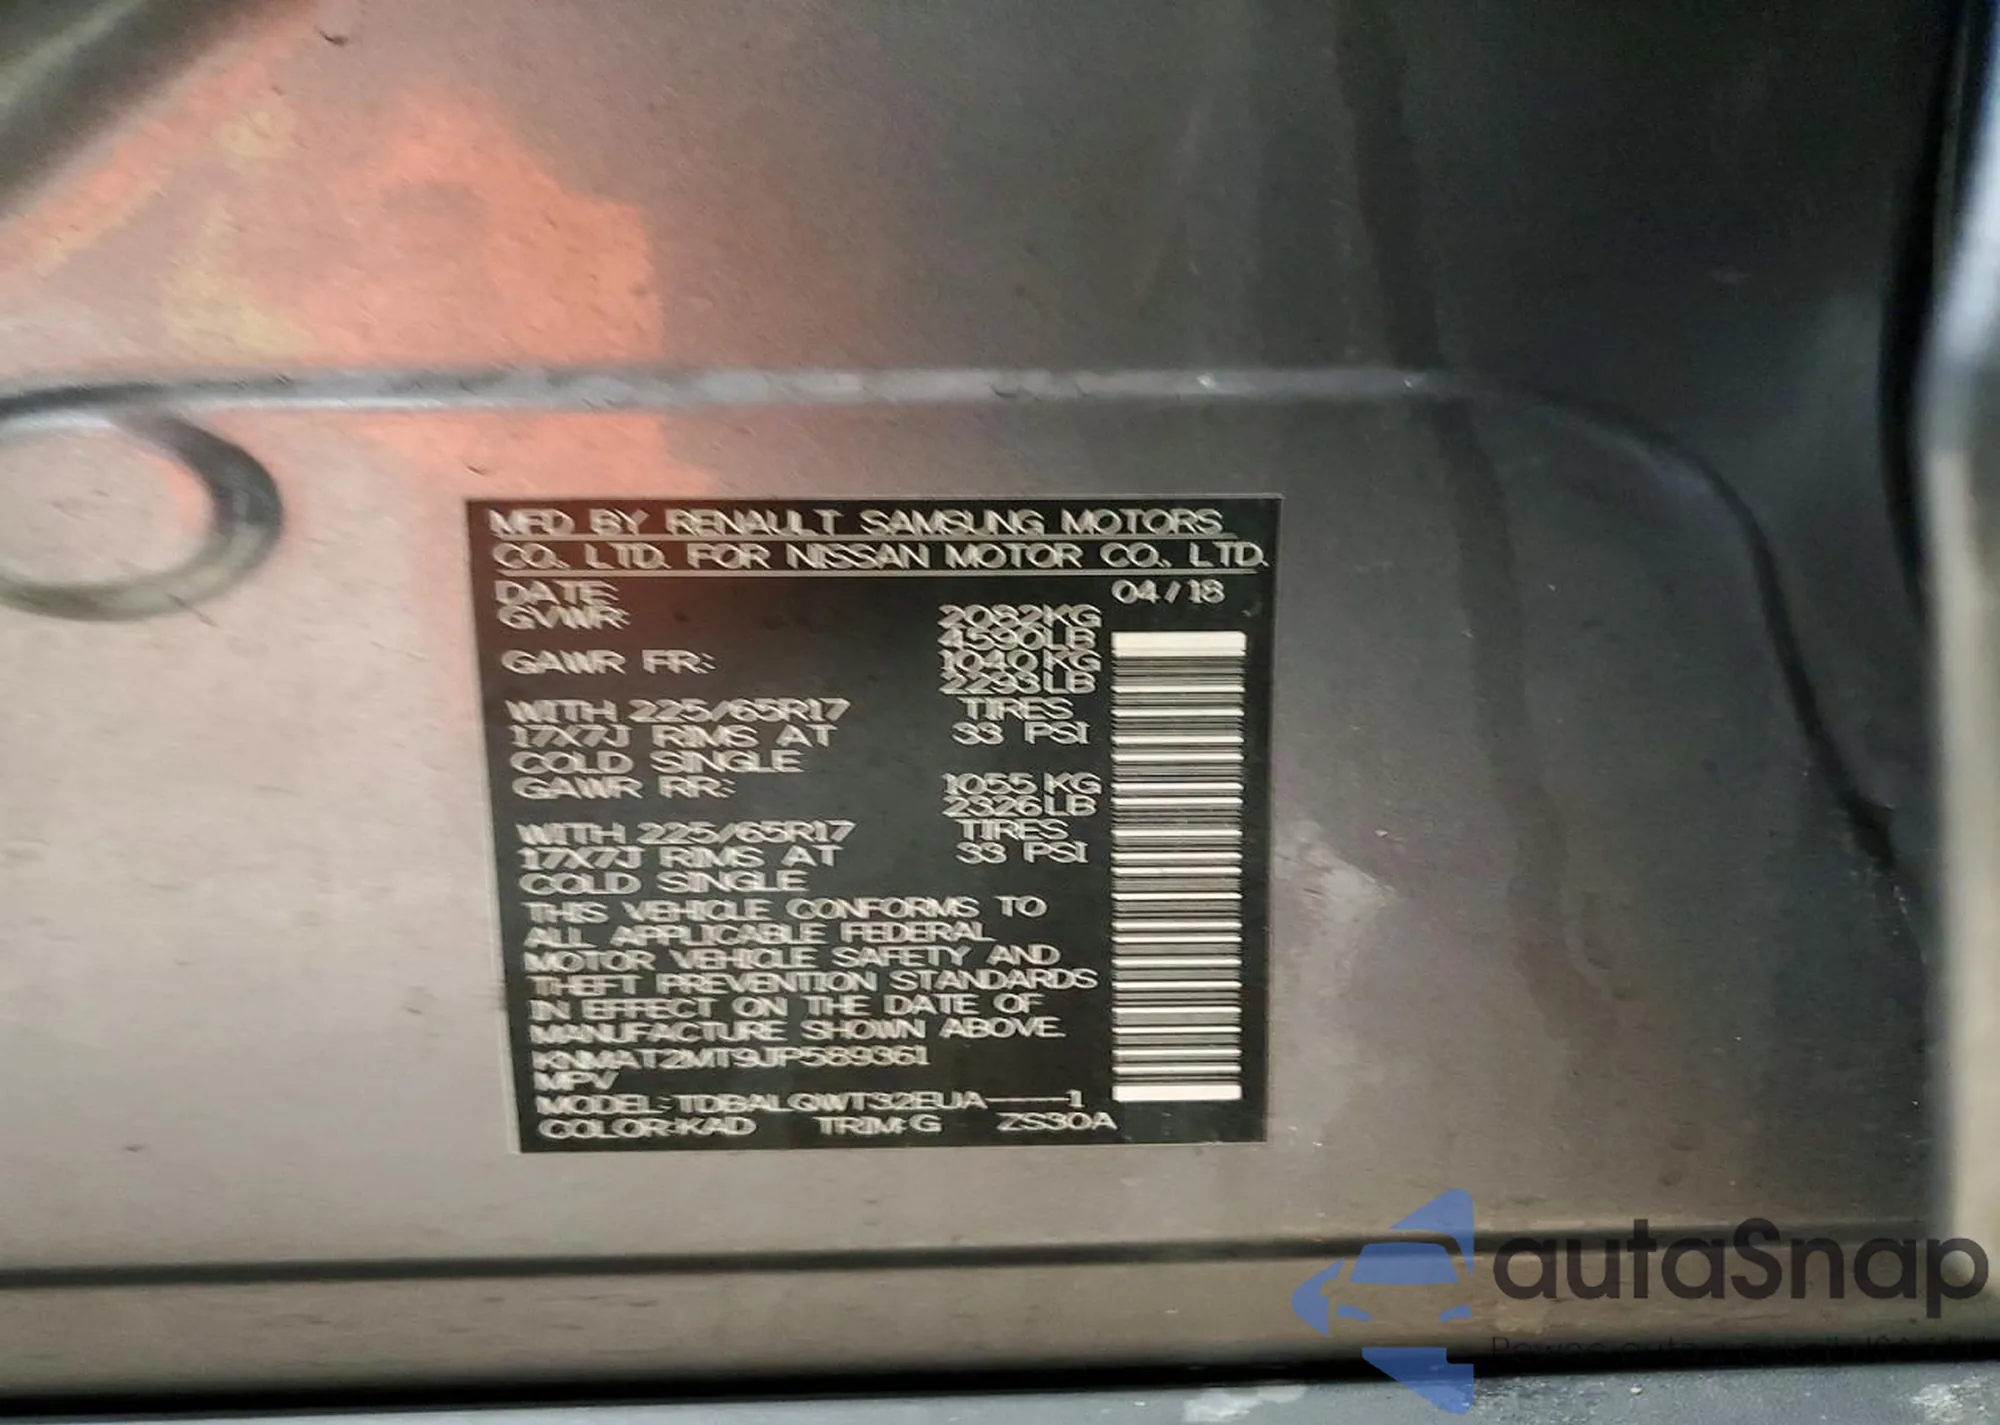 MFD BY RENAULT SAMSUNG MOTORS
CO., LTD. FOR NISSAN MOTOR CO., LTD.
DATE: 04/18
GVWR: 2082KG
4590LB
GAWR FR: 1040KG
2293LB
WITH 225/65R17 TIRES
17X7J RIMS AT 33 PSI
COLD SINGLE
GAWR RR: 1055KG
2326LB
WITH 225/65R17 TIRES
17X7J RIMS AT 33 PSI
COLD SINGLE
THIS VEHICLE CONFORMS TO
ALL APPLICABLE FEDERAL
MOTOR VEHICLE SAFETY AND
THEFT PREVENTION STANDARDS
IN EFFECT ON THE DATE OF
MANUFACTURE SHOWN ABOVE.
KNMAT2MT9JP589361
MPV
MODEL:TDBALQWT32EUA----1
COLOR:KAD TRIM:G ZS30A
autaSnap